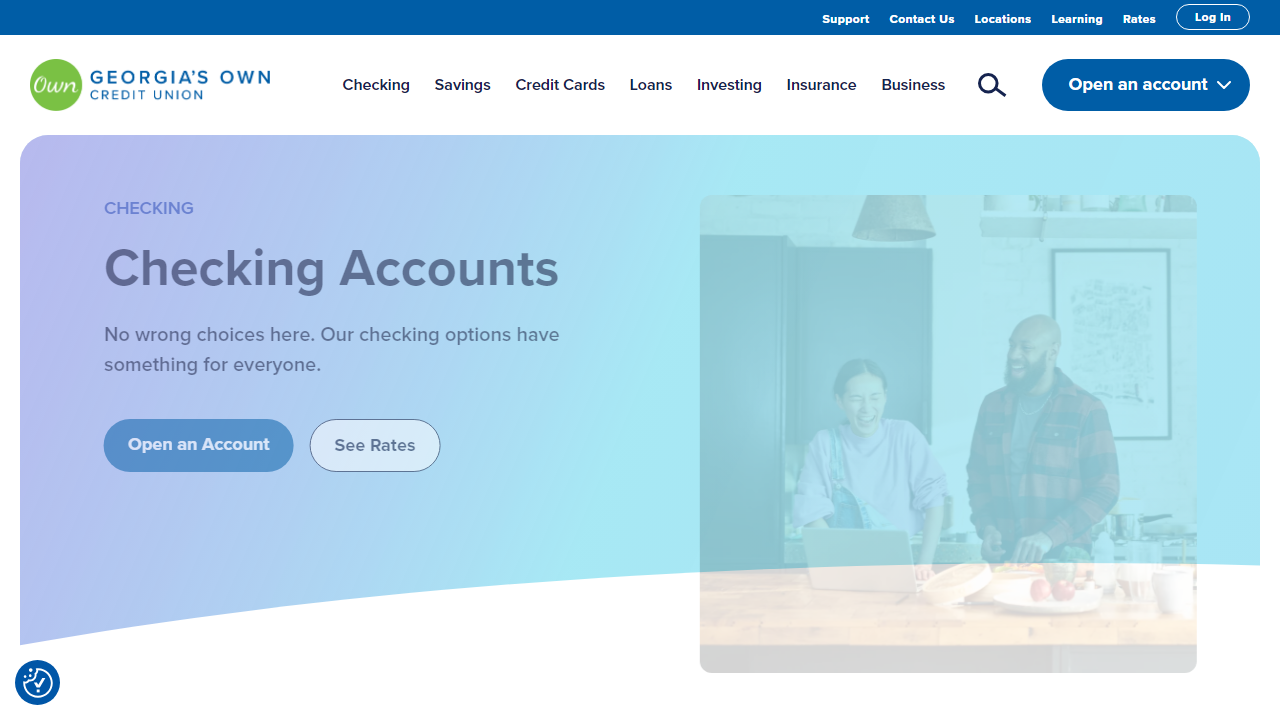 Support Contact Us Locations Learning Rates Log In
Own GEORGIA'S OWN
CREDIT UNION
Checking Savings Credit Cards Loans Investing Insurance Business
Open an account
CHECKING
Checking Accounts
No wrong choices here. Our checking options have
something for everyone.
Open an Account See Rates